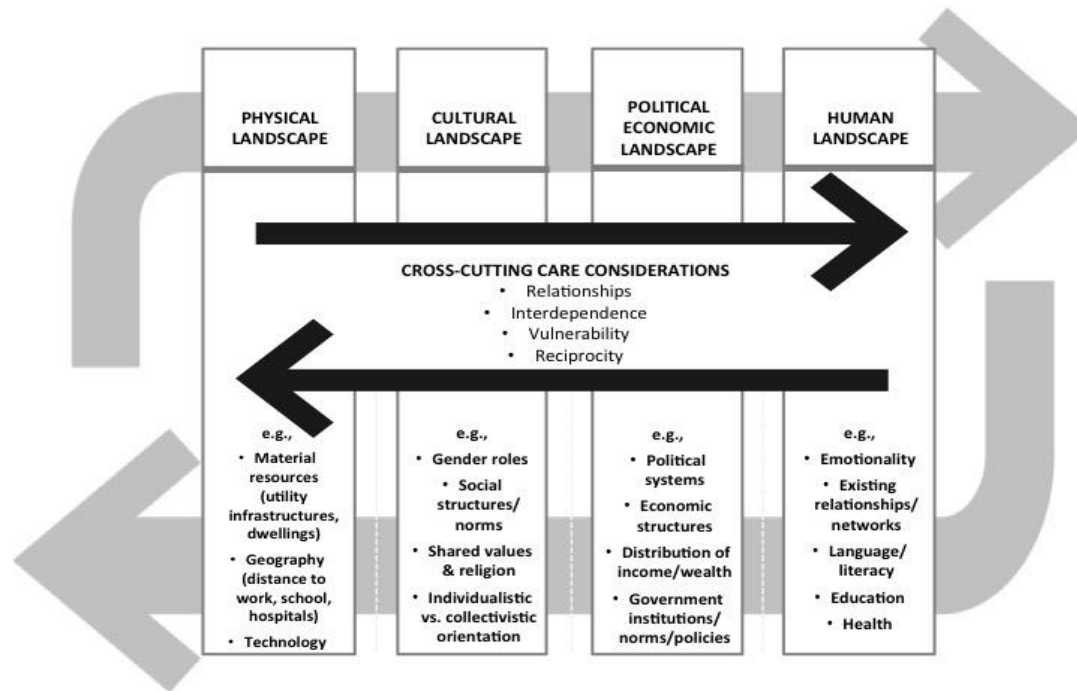 PHYSICAL
LANDSCAPE
CULTURAL
LANDSCAPE
POLITICAL
ECONOMIC
LANDSCAPE
HUMAN
LANDSCAPE
CROSS-CUTTING CARE CONSIDERATIONS
• Relationships
• Interdependence
• Vulnerability
• Reciprocity
e.g.,
• Material
resources
(utility
infrastructures,
dwellings)
• Geography
(distance to
work, school,
hospitals)
• Technology
e.g.,
• Gender roles
• Social
structures/
norms
• Shared values
& religion
• Individualistic
vs. collectivistic
orientation
e.g.,
• Political
systems
• Economic
structures
• Distribution of
income/wealth
• Government
institutions/
norms/policies
e.g.,
• Emotionality
• Existing
relationships/
networks
• Language/
literacy
• Education
• Health